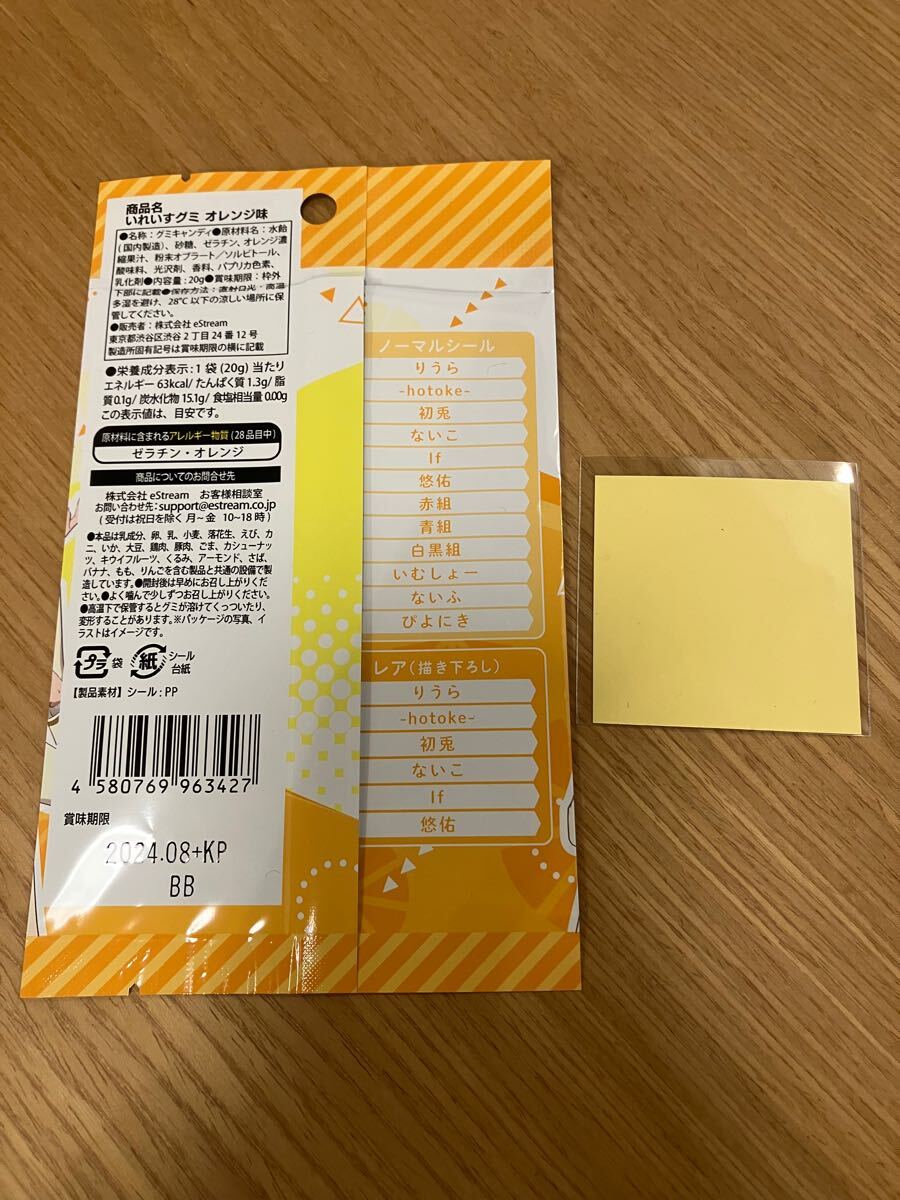 商品名
いれいすグミ オレンジ味
●名称：グミキャンディ●原材料名：水飴
(国内製造)、砂糖、ゼラチン、オレンジ濃
縮果汁、粉末オブラート／ソルビトール、
酸味料、光沢剤、香料、パプリカ色素、
乳化剤●内容量：20g●賞味期限：枠外
下部に記載●保存方法：直射日光・高温
多湿を避け、28℃以下の涼しい場所に保
管してください。
●販売者：株式会社 eStream
東京都渋谷区渋谷2丁目24番12号
製造所固有記号は賞味期限の横に記載
●栄養成分表示：1袋(20g)当たり
エネルギー 63kcal/たんぱく質 1.3g/脂
質0.1g/ 炭水化物 15.1g/ 食塩相当量 0.00g
この表示値は、目安です。
原材料に含まれるアレルギー物質(28品目中)
ゼラチン・オレンジ
商品についてのお問合せ先
株式会社 eStream お客様相談室
お問い合わせ先：support@estream.co.jp
(受付は祝日を除く 月～金 10～18時)
●本品は乳成分、卵、乳、小麦、落花生、えび、カ
ニ、いか、大豆、鶏肉、豚肉、ごま、カシューナッ
ツ、キウイフルーツ、くるみ、アーモンド、さば、
バナナ、もも、りんごを含む製品と共通の設備で製
造しています。●開封後は早めにお召し上がりくだ
さい。●よく噛んで少しずつお召し上がりください。
●高温下で保管するとグミが溶けてくっついたり、
変形することがあります。※パッケージの写真、イ
ラストはイメージです。
プラ 袋 紙 シール
台紙
【製品素材】シール：PP
4 580769 963427
賞味期限
2024.08+KP
BB
ノーマルシール
りうら
-hotoke-
初兎
ないこ
If
悠佑
赤組
青組
白黒組
いむしょー
ないふ
ぴよにき
レア(描き下ろし)
りうら
-hotoke-
初兎
ないこ
If
悠佑